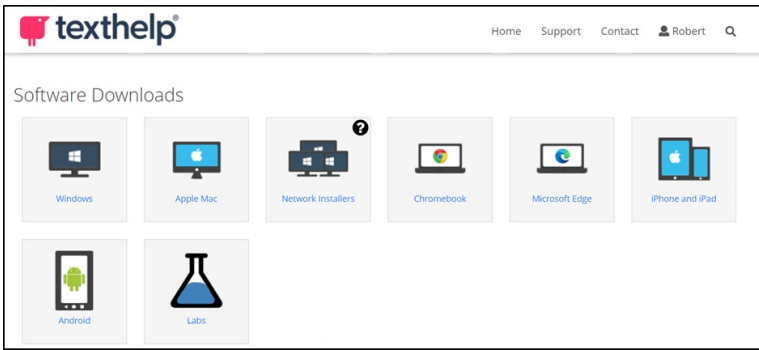 texthelp®
Home Support Contact Robert
Software Downloads
?
Windows Apple Mac Network Installers Chromebook Microsoft Edge iPhone and iPad
Android Labs